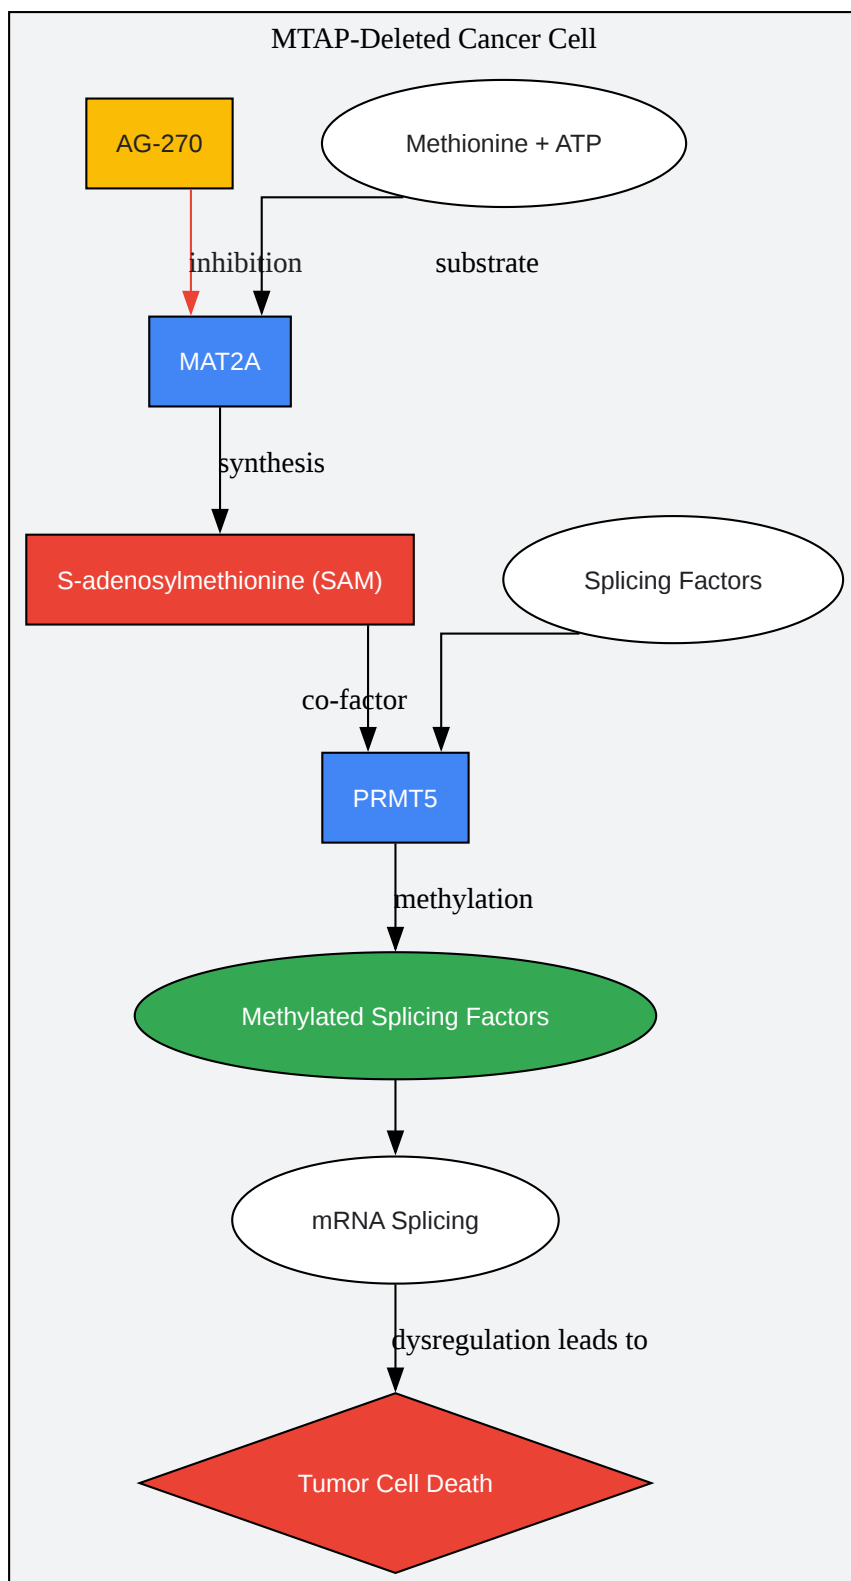 MTAP-Deleted Cancer Cell
AG-270
Methionine + ATP
inhibition
substrate
MAT2A
synthesis
S-adenosylmethionine (SAM)
Splicing Factors
co-factor
PRMT5
methylation
Methylated Splicing Factors
mRNA Splicing
dysregulation leads to
Tumor Cell Death